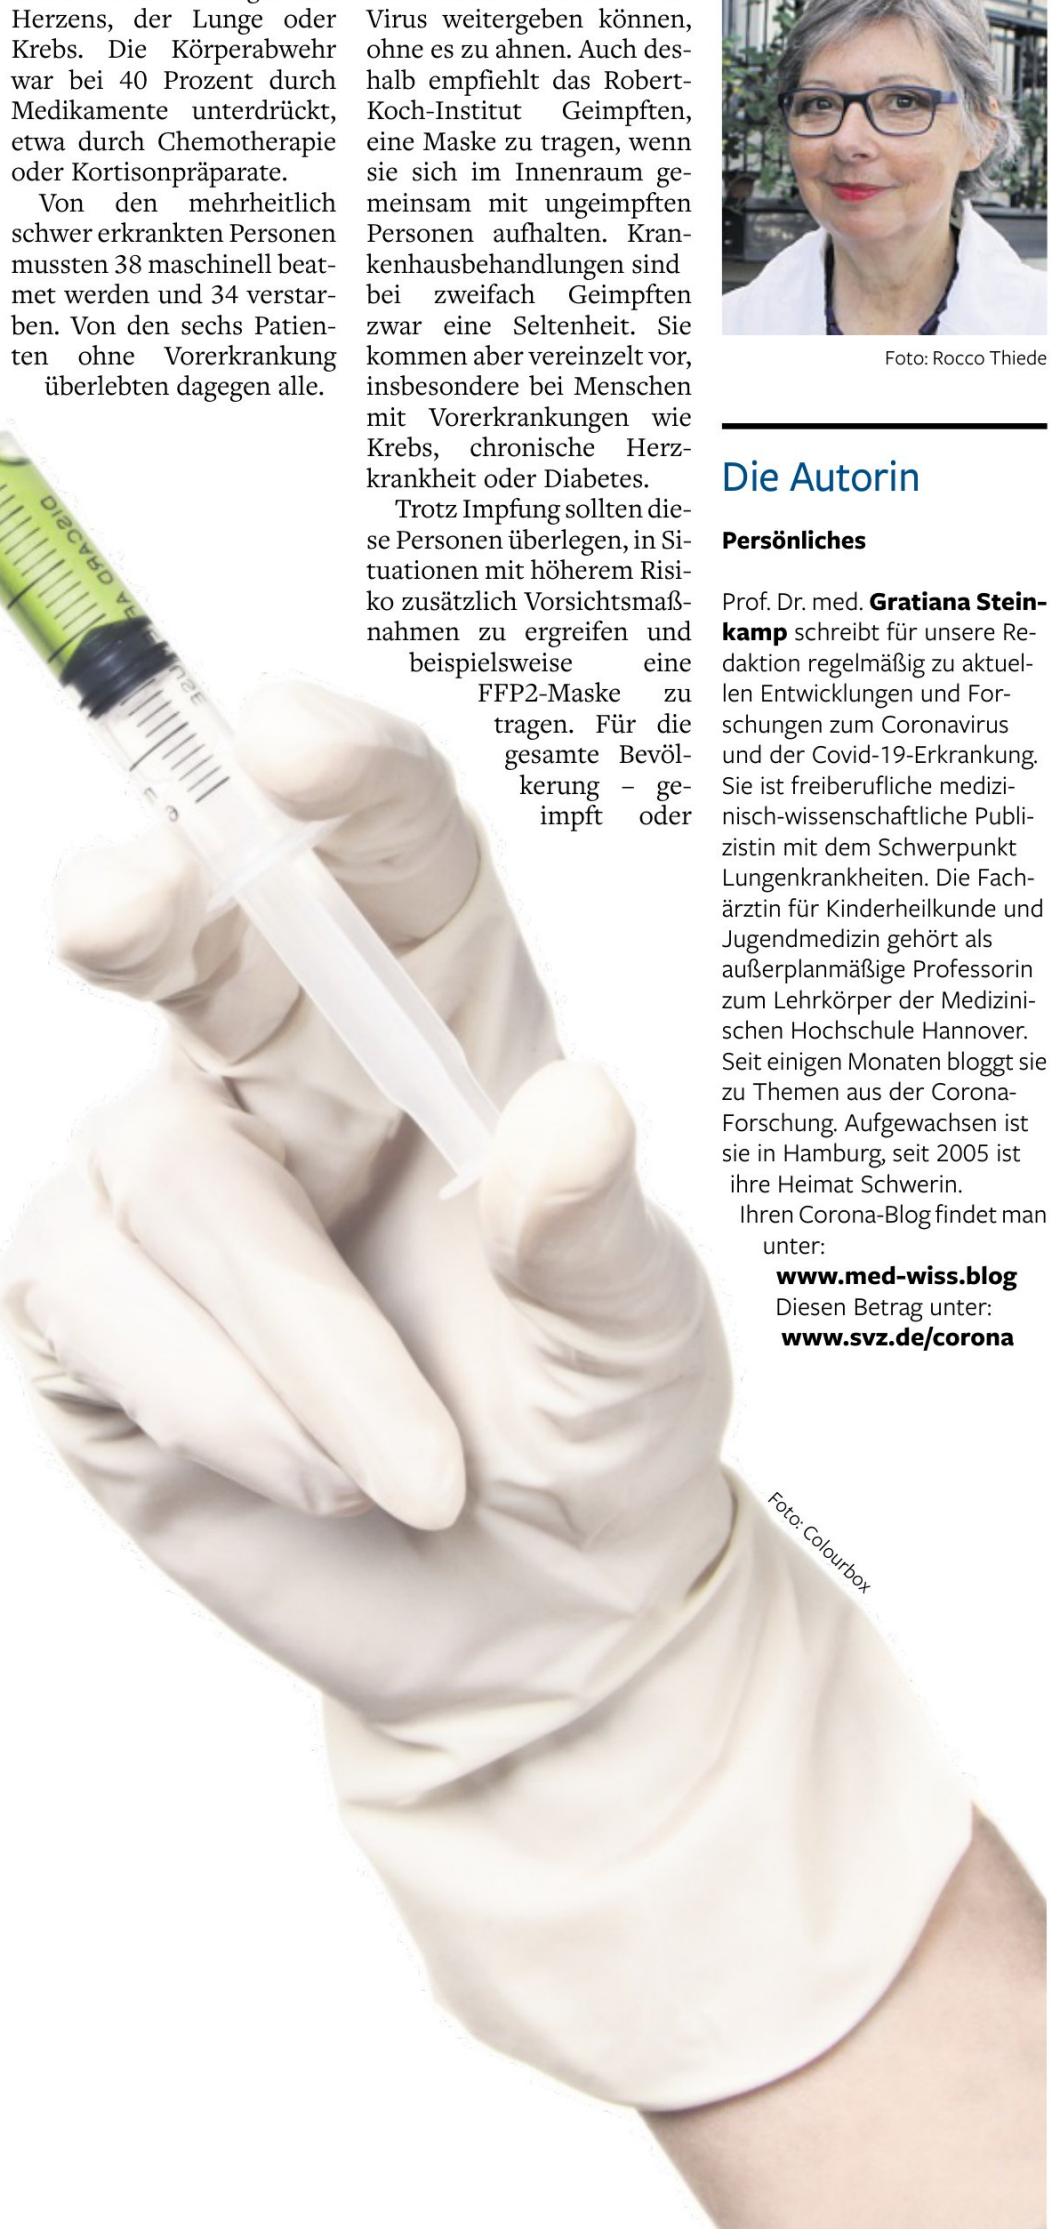 Herzens, der Lunge oder
Krebs. Die Körperabwehr
war bei 40 Prozent durch
Medikamente unterdrückt,
etwa durch Chemotherapie
oder Kortisonpräparate.
Von den mehrheitlich
schwer erkrankten Personen
mussten 38 maschinell beat-
met werden und 34 verstar-
ben. Von den sechs Patien-
ten ohne Vorerkrankung
überlebten dagegen alle.
DISCARD AF
USE
Virus weitergeben können,
ohne es zu ahnen. Auch des-
halb empfiehlt das Robert-
Koch-Institut Geimpften,
eine Maske zu tragen, wenn
sie sich im Innenraum ge-
meinsam mit ungeimpften
Personen aufhalten. Kran-
kenhausbehandlungen sind
bei zweifach Geimpften
zwar eine Seltenheit. Sie
kommen aber vereinzelt vor,
insbesondere bei Menschen
mit Vorerkrankungen wie
Krebs, chronische Herz-
krankheit oder Diabetes.
Trotz Impfung sollten die-
se Personen überlegen, in Si-
tuationen mit höherem Risi-
ko zusätzlich Vorsichtsmaß-
nahmen zu ergreifen und
beispielsweise eine
FFP2-Maske zu
tragen. Für die
gesamte Bevöl-
kerung – ge-
impft oder
Foto: Rocco Thiede
Die Autorin
Persönliches
Prof. Dr. med. Gratiana Stein-
kamp schreibt für unsere Re-
daktion regelmäßig zu aktuel-
len Entwicklungen und For-
schungen zum Coronavirus
und der Covid-19-Erkrankung.
Sie ist freiberufliche medizi-
nisch-wissenschaftliche Publi-
zistin mit dem Schwerpunkt
Lungenkrankheiten. Die Fach-
ärztin für Kinderheilkunde und
Jugendmedizin gehört als
außerplanmäßige Professorin
zum Lehrkörper der Medizini-
schen Hochschule Hannover.
Seit einigen Monaten bloggt sie
zu Themen aus der Corona-
Forschung. Aufgewachsen ist
sie in Hamburg, seit 2005 ist
ihre Heimat Schwerin.
Ihren Corona-Blog findet man
unter:
www.med-wiss.blog
Diesen Betrag unter:
www.svz.de/corona
Foto: Colourbox